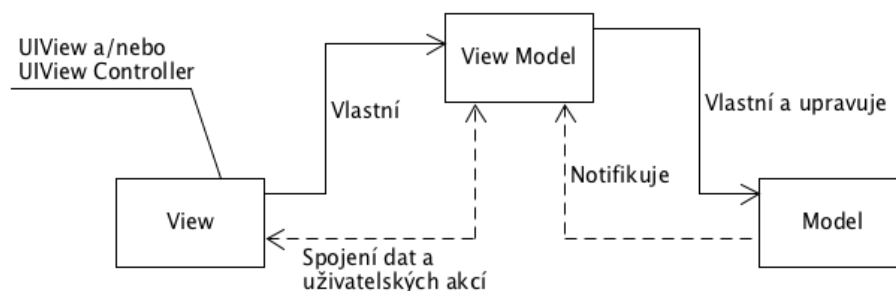 UIView a/nebo
UIView Controller
View Model
Vlastní
Vlastní a upravuje
Notifikuje
View
Model
Spojení dat a
uživatelských akcí